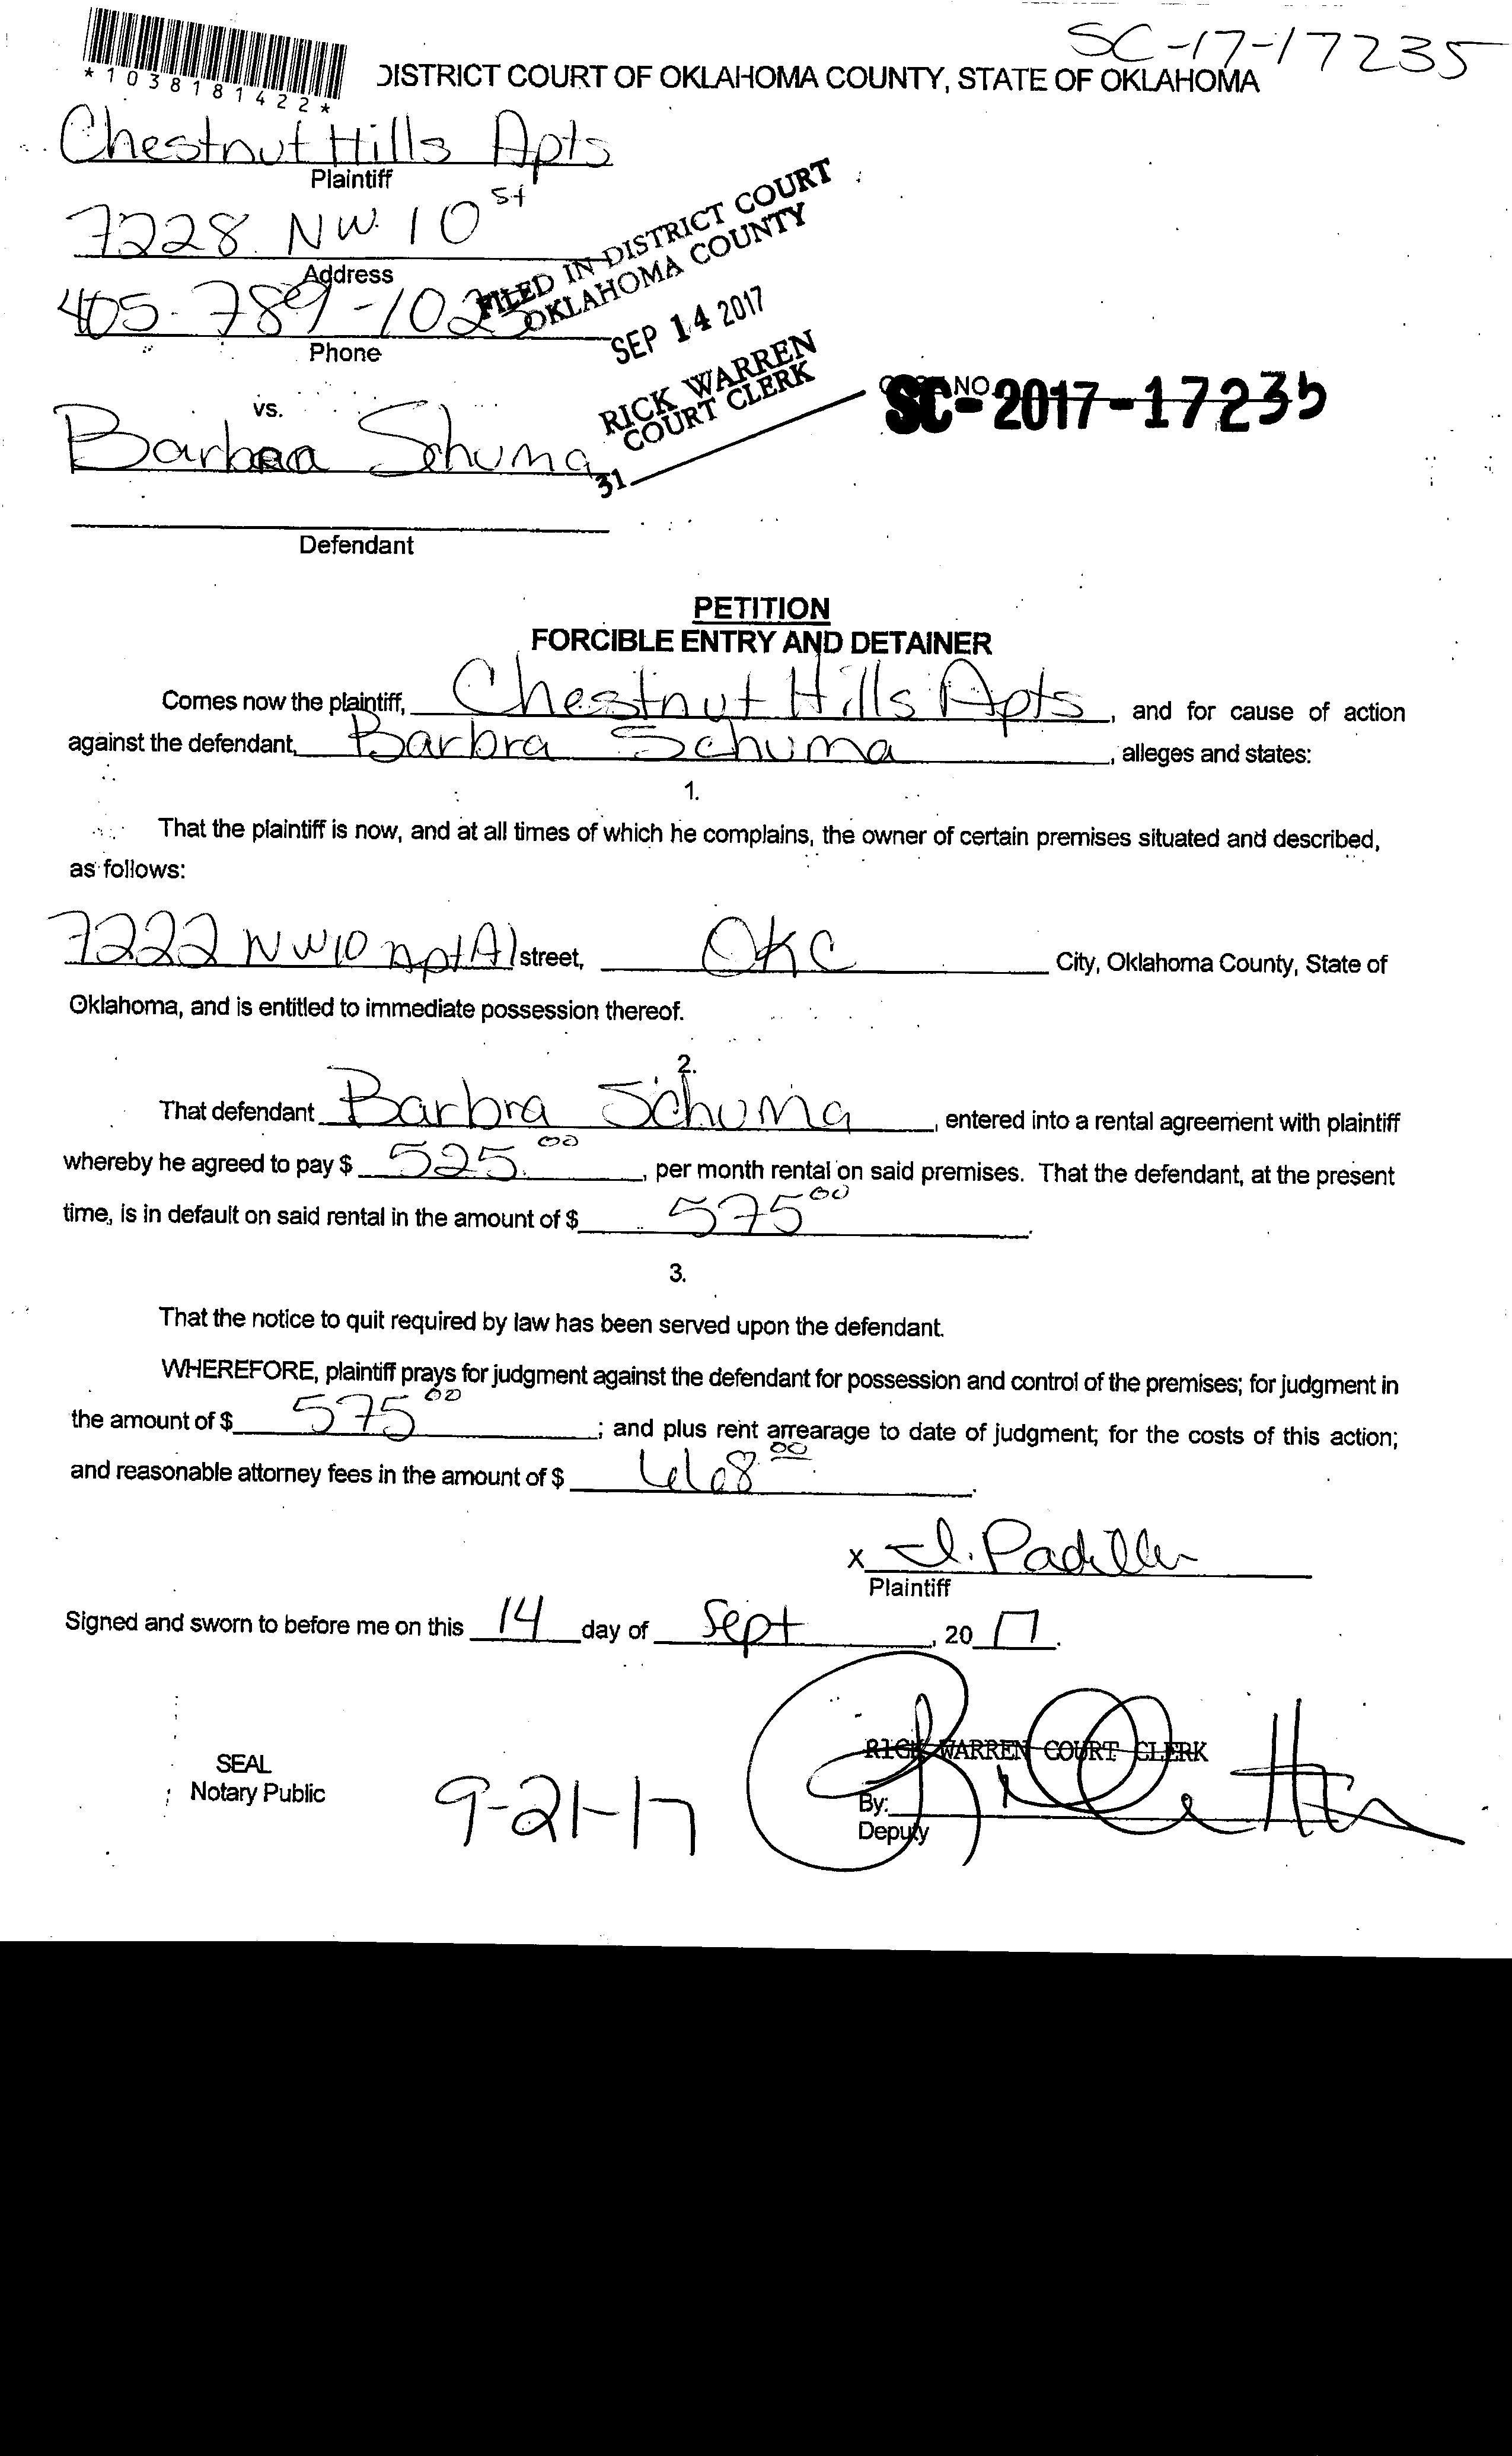 SC-17-17235
*1038181422*
DISTRICT COURT OF OKLAHOMA COUNTY, STATE OF OKLAHOMA
Chestnut Hills Apts
Plaintiff
7228 NW 10 St
Address
405-789-102
Phone
FILED IN DISTRICT COURT
OKLAHOMA COUNTY
SEP 14 2017
RICK WARREN
COURT CLERK
31
NO.
SC-2017-17235
vs.
Barbra Schuma
Defendant
PETITION
FORCIBLE ENTRY AND DETAINER
Comes now the plaintiff, Chestnut Hills Apts, and for cause of action
against the defendant, Barbra Schuma, alleges and states:
1.
That the plaintiff is now, and at all times of which he complains, the owner of certain premises situated and described,
as follows:
7222 NW10 Apt A1 street, OKC City, Oklahoma County, State of
Oklahoma, and is entitled to immediate possession thereof.
2.
That defendant Barbra Schuma, entered into a rental agreement with plaintiff
whereby he agreed to pay $ 525.00, per month rental on said premises. That the defendant, at the present
time, is in default on said rental in the amount of $ 575 00.
3.
That the notice to quit required by law has been served upon the defendant.
WHEREFORE, plaintiff prays for judgment against the defendant for possession and control of the premises; for judgment in
the amount of $ 575 00; and plus rent arrearage to date of judgment; for the costs of this action;
and reasonable attorney fees in the amount of $ 00.
x J. Padilla
Plaintiff
Signed and sworn to before me on this 14 day of Sept, 20 17.
SEAL
Notary Public
9-21-17
RICK WARREN COURT CLERK
By:
Deputy